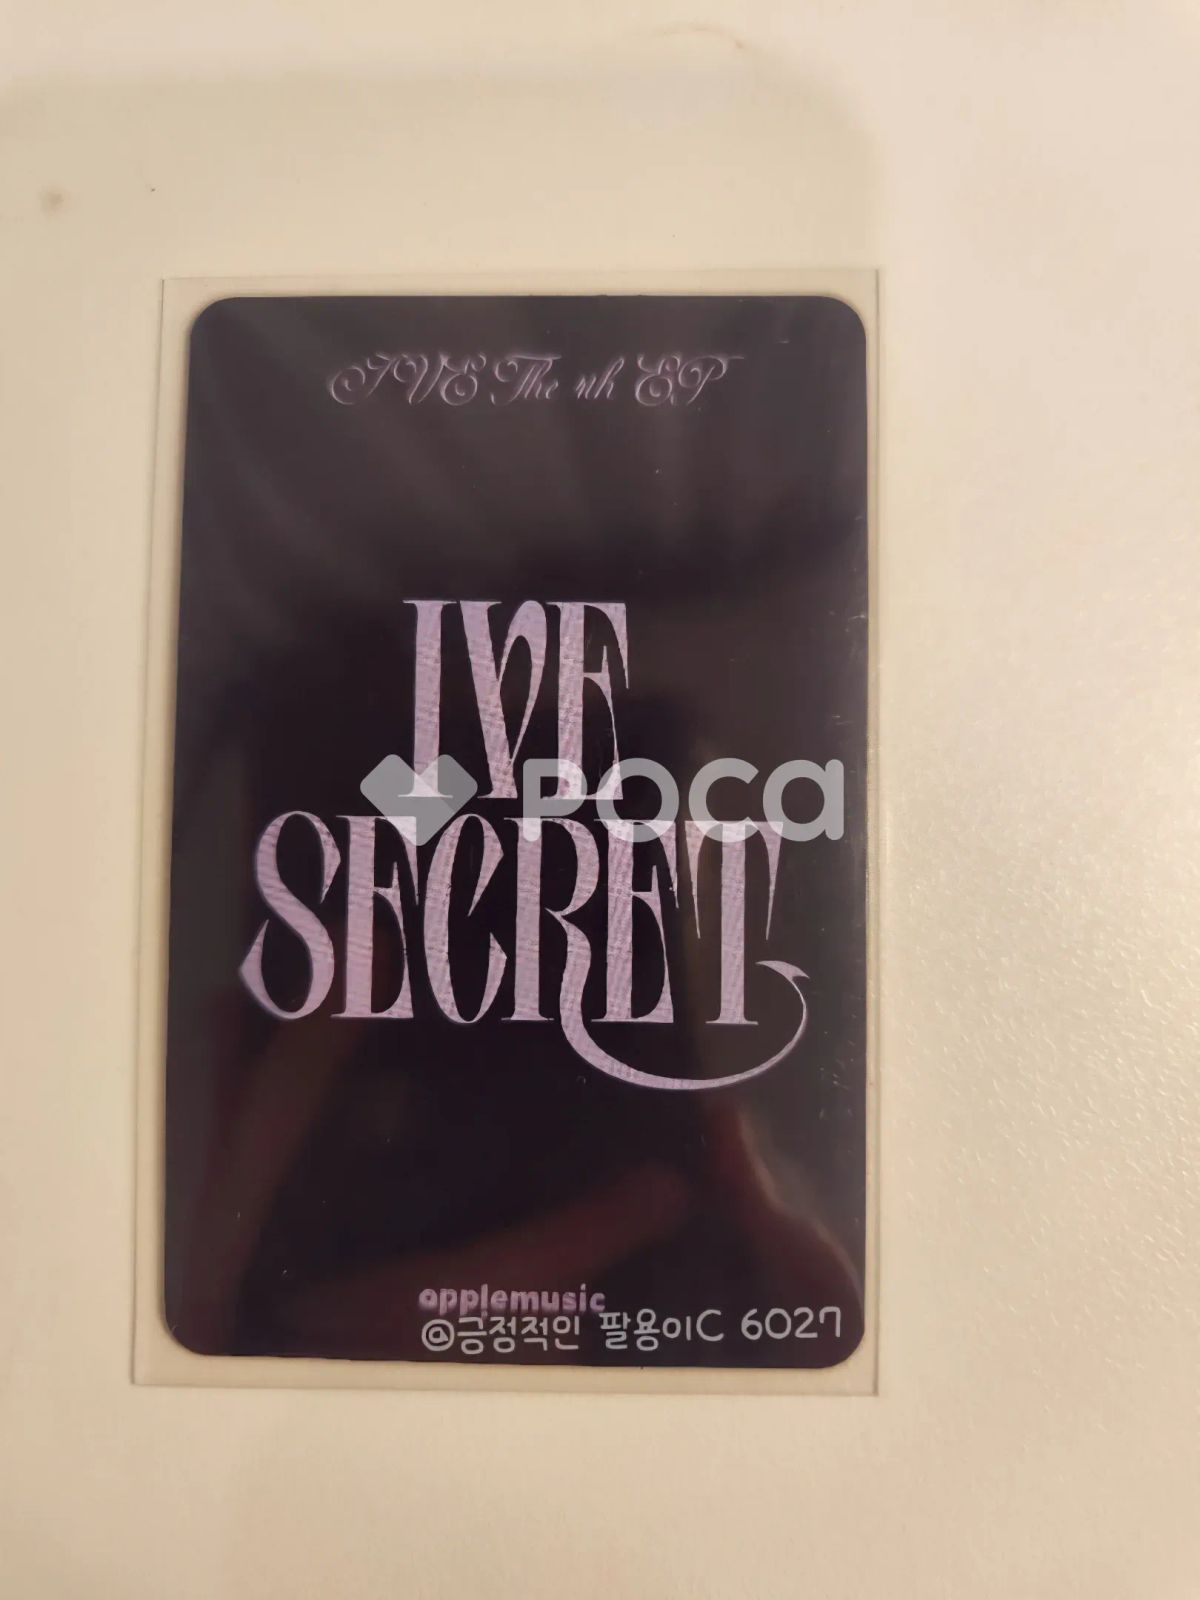 IVE The 4th EP
IVE
POCA
SECRET
applemusic
@긍정적인 팔용이C 6027